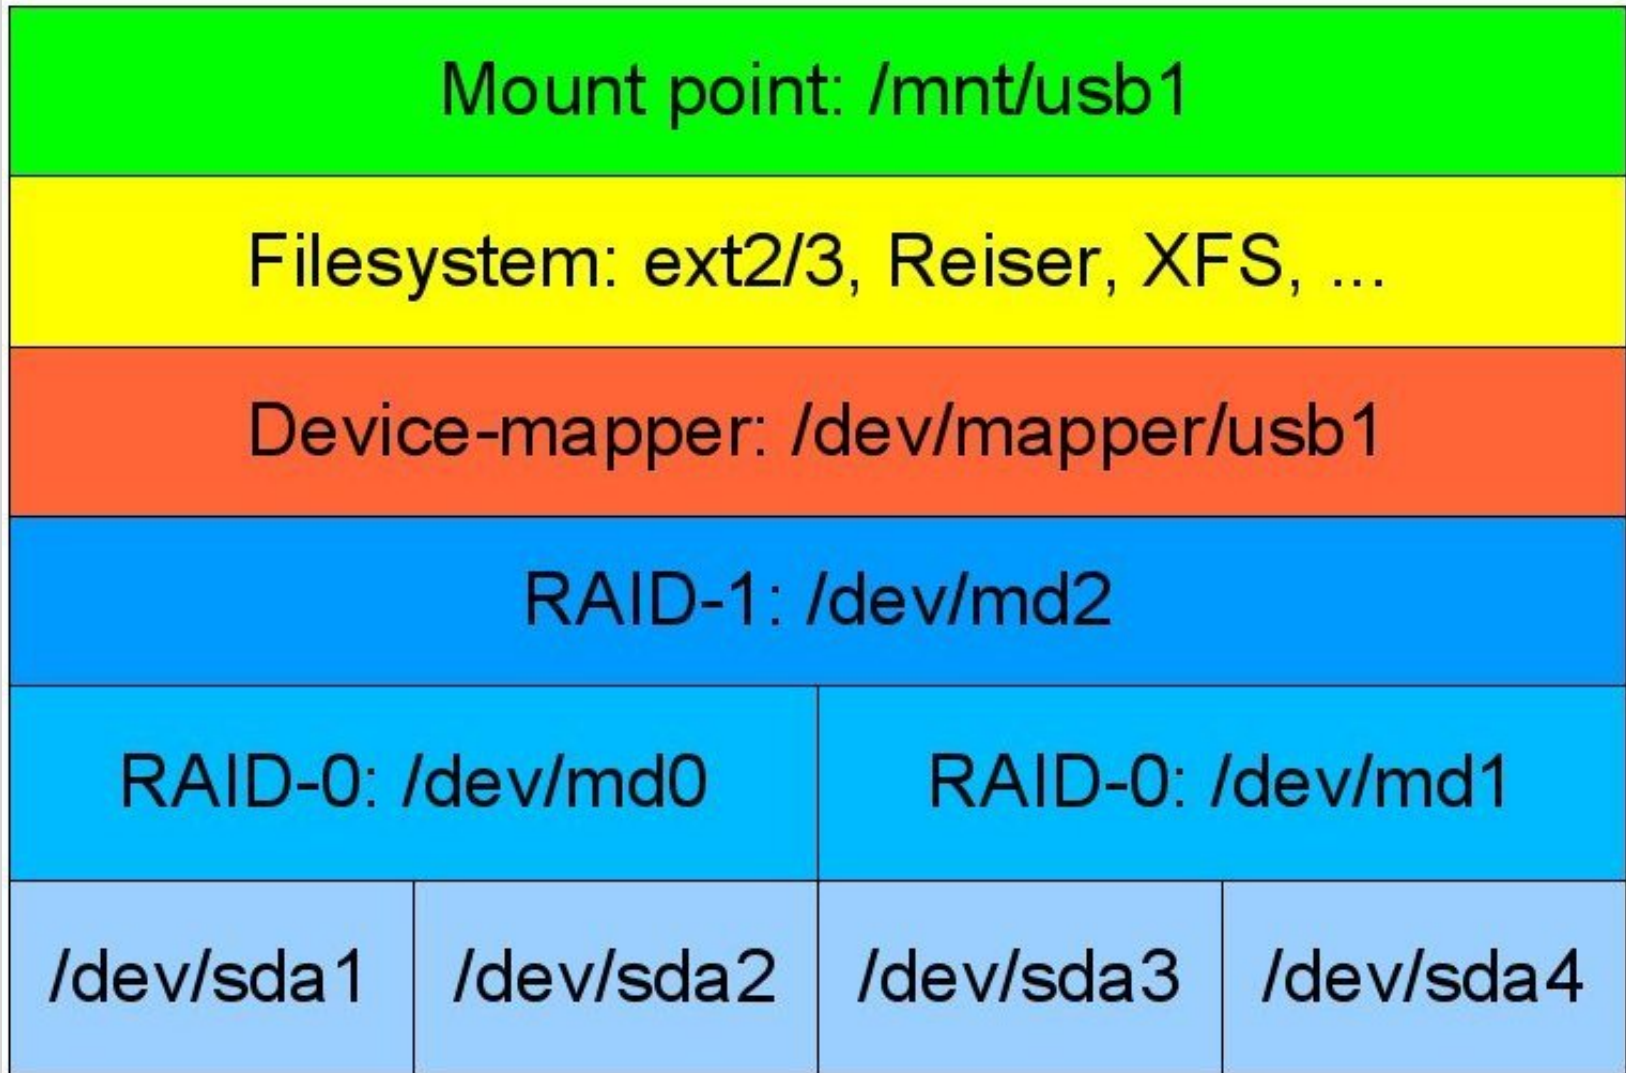 Mount point: /mnt/usb1
Filesystem: ext2/3, Reiser, XFS, ...
Device-mapper: /dev/mapper/usb1
RAID-1: /dev/md2
RAID-0: /dev/md0
RAID-0: /dev/md1
/dev/sda1
/dev/sda2
/dev/sda3
/dev/sda4